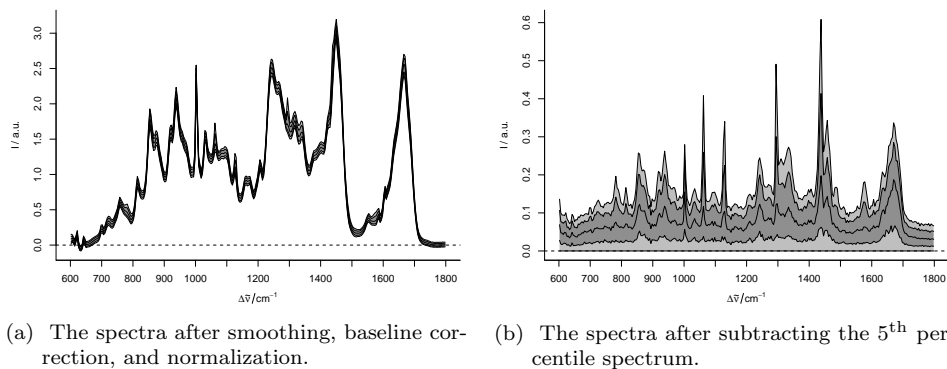 3.0
2.5
2.0
1.5
1.0
0.5
0.0
I / a.u.
600 700 800 1000 1200 1400 1600 1800
Δν̃/cm⁻¹
0.6
0.5
0.4
0.3
0.2
0.1
0.0
I / a.u.
600 700 800 1000 1200 1400 1600 1800
Δν̃/cm⁻¹
(a) The spectra after smoothing, baseline cor-
rection, and normalization.
(b) The spectra after subtracting the 5th per
centile spectrum.